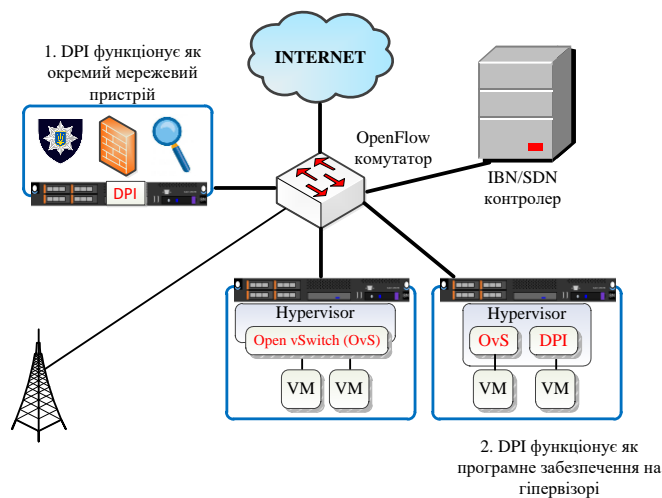 1. DPI функціонує як
окремий мережевий
пристрій
INTERNET
DPI
OpenFlow
комутатор
IBN/SDN
контролер
Hypervisor
Open vSwitch (OvS)
VM
VM
Hypervisor
OvS
DPI
VM
VM
2. DPI функціонує як
програмне забезпечення на
гіпервізорі